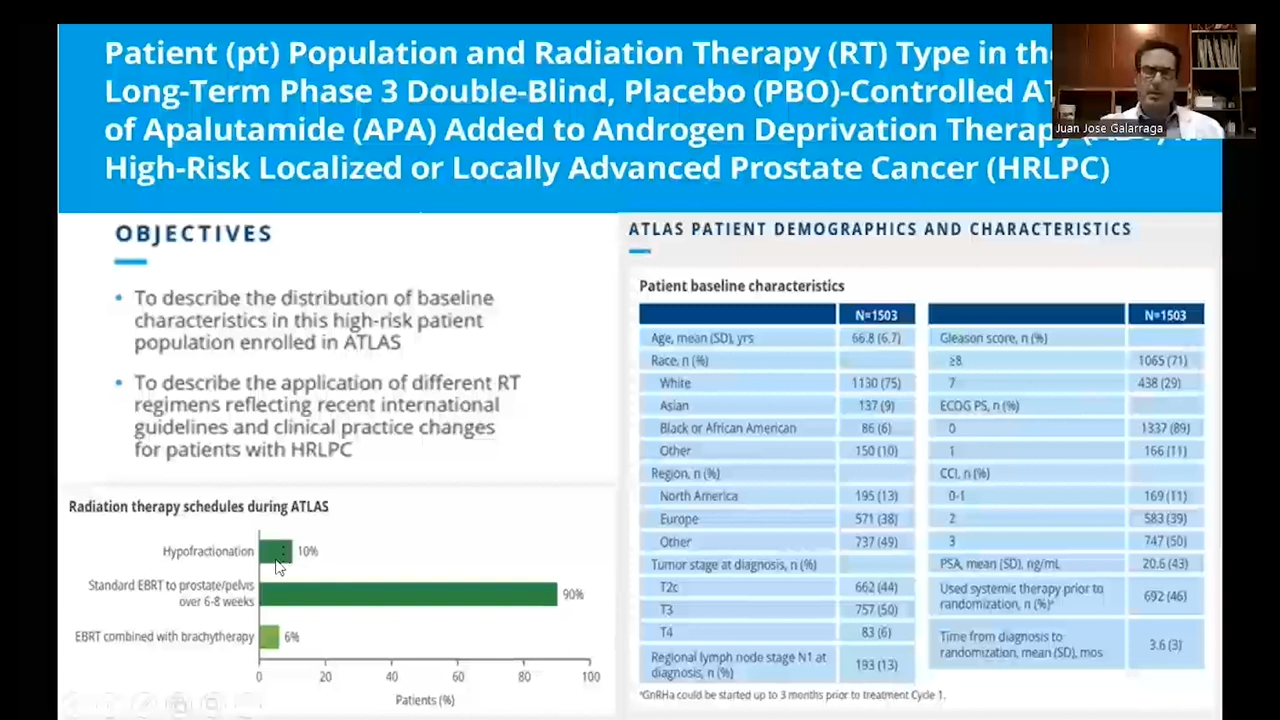 Patient (pt) Population and Radiation Therapy (RT) Type in the
Long-Term Phase 3 Double-Blind, Placebo (PBO)-Controlled
of Apalutamide (APA) Added to Androgen Deprivation Therapy
High-Risk Localized or Locally Advanced Prostate Cancer (HRLPC)
Juan Jose Galarraga
OBJECTIVES
• To describe the distribution of baseline
characteristics in this high-risk patient
population enrolled in ATLAS
• To describe the application of different RT
regimens reflecting recent international
guidelines and clinical practice changes
for patients with HRLPC
Radiation therapy schedules during ATLAS
Hypofractionation 10%
Standard EBRT to prostate/pelvis
over 6-8 weeks 90%
EBRT combined with brachytherapy 6%
0 20 40 60 80 100
Patients (%)
ATLAS PATIENT DEMOGRAPHICS AND CHARACTERISTICS
Patient baseline characteristics
N=1503
Age, mean (SD), yrs 66.8 (6.7)
Race, n (%)
White 1130 (75)
Asian 137 (9)
Black or African American 86 (6)
Other 150 (10)
Region, n (%)
North America 195 (13)
Europe 571 (38)
Other 737 (49)
Tumor stage at diagnosis, n (%)
T2c 662 (44)
T3 757 (50)
T4 83 (6)
Regional lymph node stage N1 at
diagnosis, n (%) 193 (13)
N=1503
Gleason score, n (%)
≥8 1065 (71)
7 438 (29)
ECOG PS, n (%)
0 1337 (89)
1 166 (11)
CCI, n (%)
0-1 169 (11)
2 583 (39)
3 747 (50)
PSA, mean (SD), ng/mL 20.6 (43)
Used systemic therapy prior to
randomization, n (%)ᵃ 692 (46)
Time from diagnosis to
randomization, mean (SD), mos 3.6 (3)
ᵃGnRHa could be started up to 3 months prior to treatment Cycle 1.